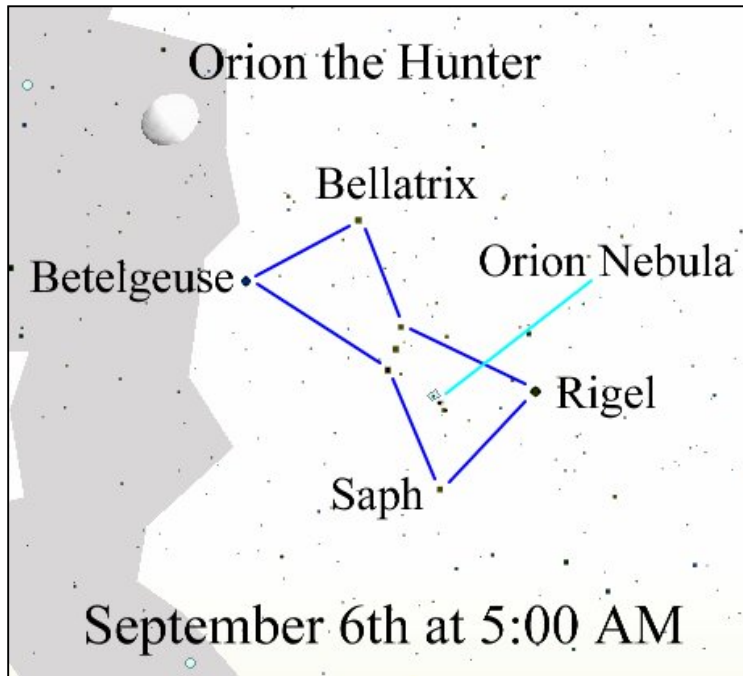 Orion the Hunter
Bellatrix
Orion Nebula
Betelgeuse
Rigel
Saph
September 6th at 5:00 AM